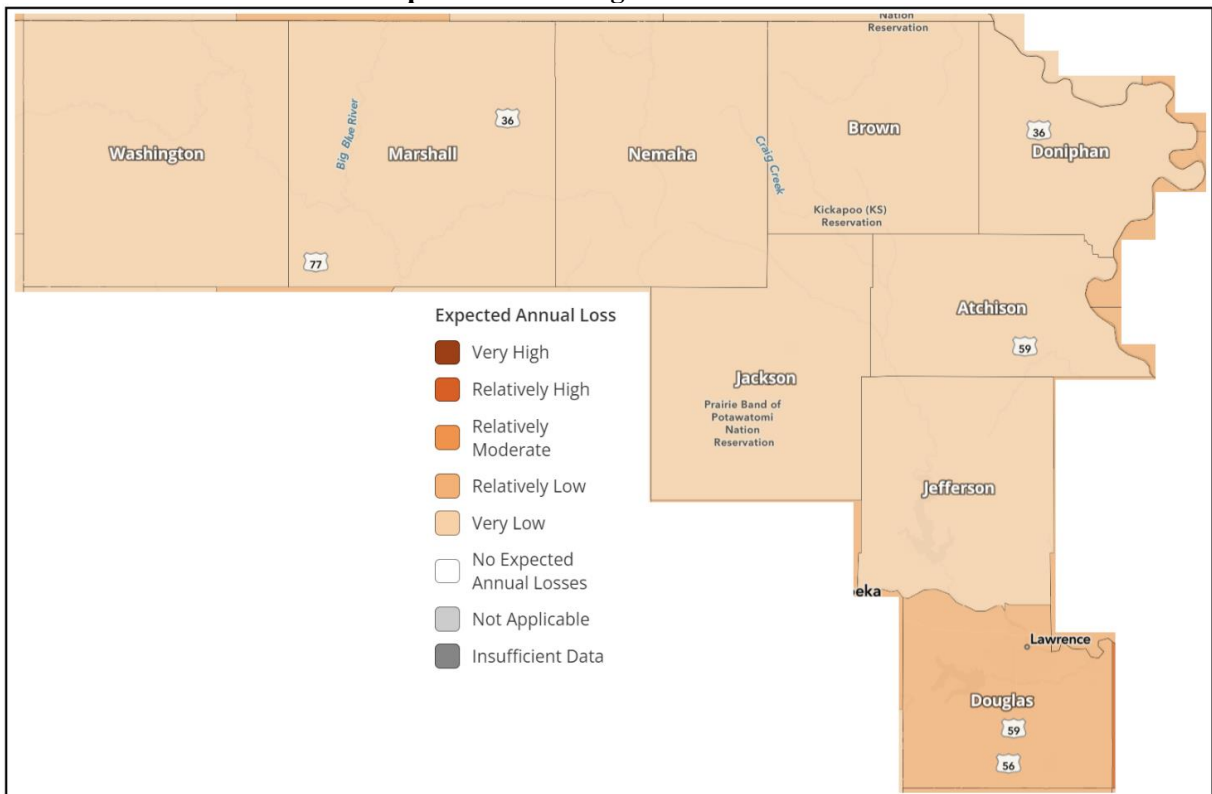 Nation
Reservation
36
Brown
36
Doniphan
Washington
Big Blue River
Marshall
Nemaha
Craig Creek
Kickapoo (KS)
Reservation
77
Atchison
59
Expected Annual Loss
Very High
Relatively High
Relatively
Moderate
Relatively Low
Very Low
No Expected
Annual Losses
Not Applicable
Insufficient Data
Jackson
Prairie Band of
Potawatomi
Nation
Reservation
Jefferson
eka
Lawrence
Douglas
59
56